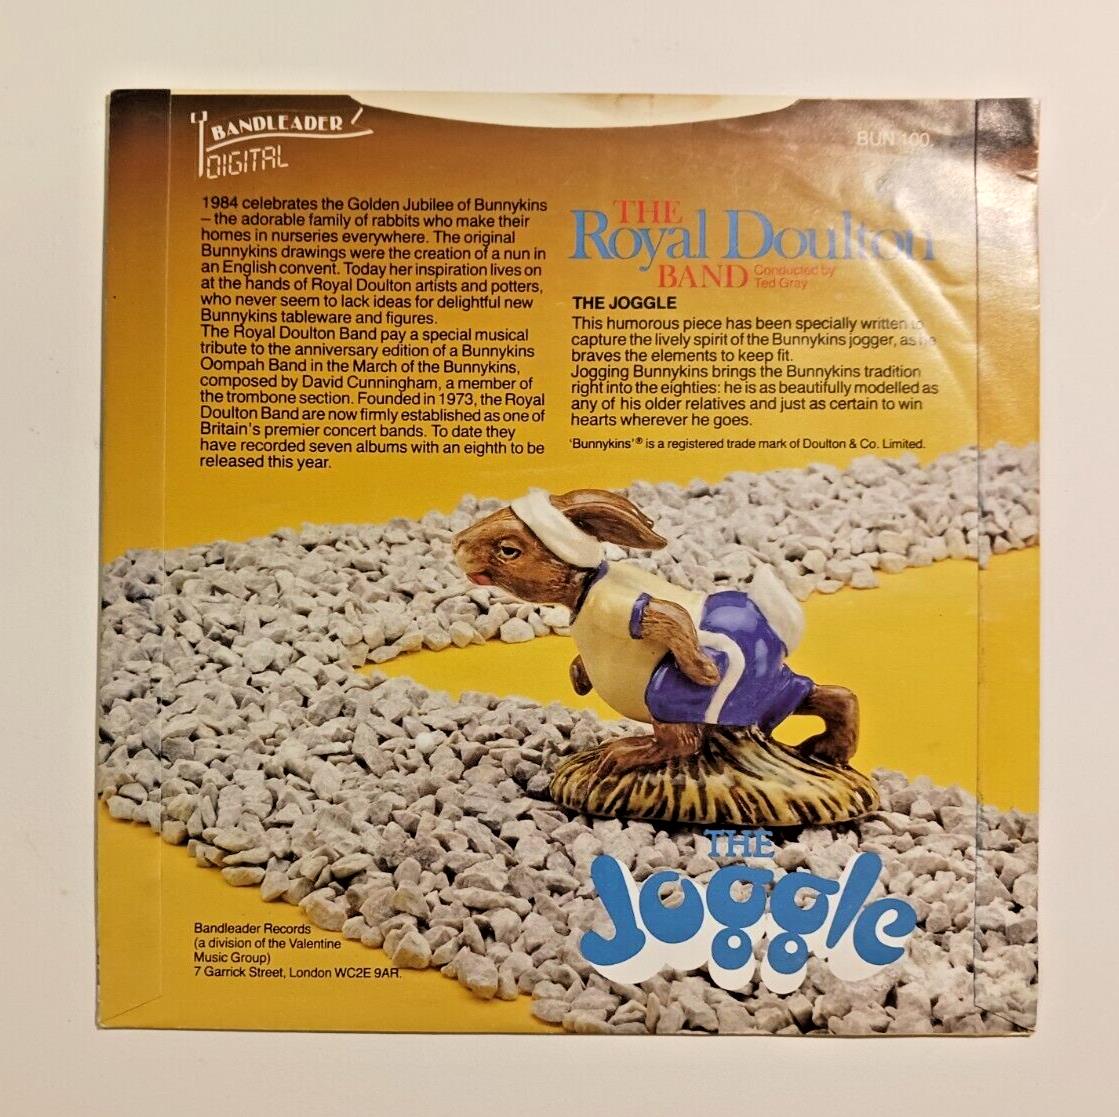 BANDLEADER
DIGITAL
1984 celebrates the Golden Jubilee of Bunnykins
– the adorable family of rabbits who make their
homes in nurseries everywhere. The original
Bunnykins drawings were the creation of a nun in
an English convent. Today her inspiration lives on
at the hands of Royal Doulton artists and potters,
who never seem to lack ideas for delightful new
Bunnykins tableware and figures.
The Royal Doulton Band pay a special musical
tribute to the anniversary edition of a Bunnykins
Oompah Band in the March of the Bunnykins,
composed by David Cunningham, a member of
the trombone section. Founded in 1973, the Royal
Doulton Band are now firmly established as one of
Britain's premier concert bands. To date they
have recorded seven albums with an eighth to be
released this year.
BUN 100
THE
Royal Doulton
BAND Conducted by
Ted Gray
THE JOGGLE
This humorous piece has been specially written to
capture the lively spirit of the Bunnykins jogger, as he
braves the elements to keep fit.
Jogging Bunnykins brings the Bunnykins tradition
right into the eighties: he is as beautifully modelled as
any of his older relatives and just as certain to win
hearts wherever he goes.
'Bunnykins'® is a registered trade mark of Doulton & Co. Limited.
THE
Joggle
Bandleader Records
(a division of the Valentine
Music Group)
7 Garrick Street, London WC2E 9AR.